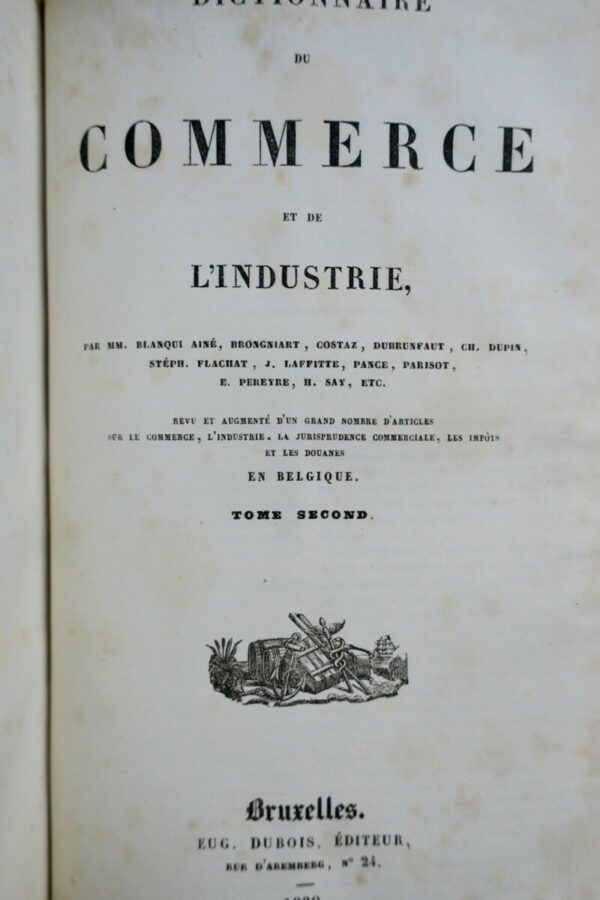 DICTIONNAIRE
DU
COMMERCE
ET DE
L'INDUSTRIE,
PAR MM. BLANQUI AINÉ, BRONGNIART, COSTAZ, DUBRUNFAUT, CH. DUPIN,
STÉPH. FLACHAT, J. LAFFITTE, PANCE, PARISOT,
E. PEREYRE, H. SAY, ETC.
REVU ET AUGMENTÉ D'UN GRAND NOMBRE D'ARTICLES
SUR LE COMMERCE, L'INDUSTRIE. LA JURISPRUDENCE COMMERCIALE, LES IMPÔTS
ET LES DOUANES
EN BELGIQUE.
TOME SECOND.
Bruxelles.
EUG. DUBOIS, ÉDITEUR,
RUE D'AREMBERG, N° 24.